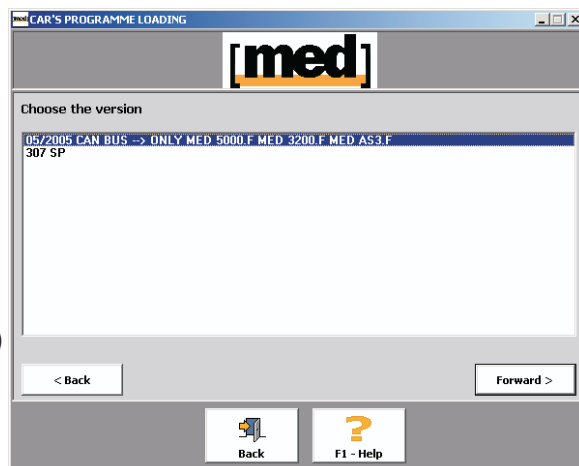 med CAR'S PROGRAMME LOADING
[med]
Choose the version
05/2005 CAN BUS --> ONLY MED 5000.F MED 3200.F MED AS3.F
307 SP
< Back
Forward >
Back
F1 - Help